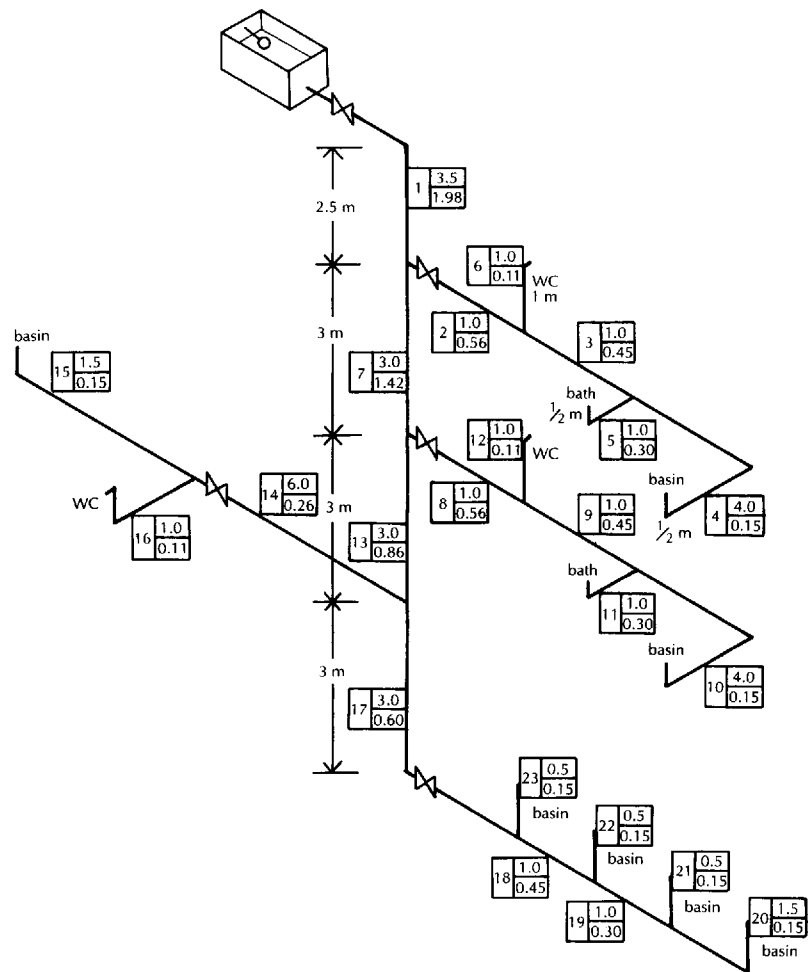 1 3.5
1.98
2.5 m
6 1.0
0.11
WC
1 m
2 1.0
0.56
3 1.0
0.45
3 m
basin
15 1.5
0.15
7 3.0
1.42
bath
1/2 m
5 1.0
0.30
12 1.0
0.11
WC
basin
1/2 m
4 4.0
0.15
14 6.0
0.26
8 1.0
0.56
9 1.0
0.45
WC
16 1.0
0.11
3 m
13 3.0
0.86
bath
11 1.0
0.30
basin
10 4.0
0.15
3 m
17 3.0
0.60
23 0.5
0.15
basin
22 0.5
0.15
basin
18 1.0
0.45
21 0.5
0.15
basin
19 1.0
0.30
20 1.5
0.15
basin